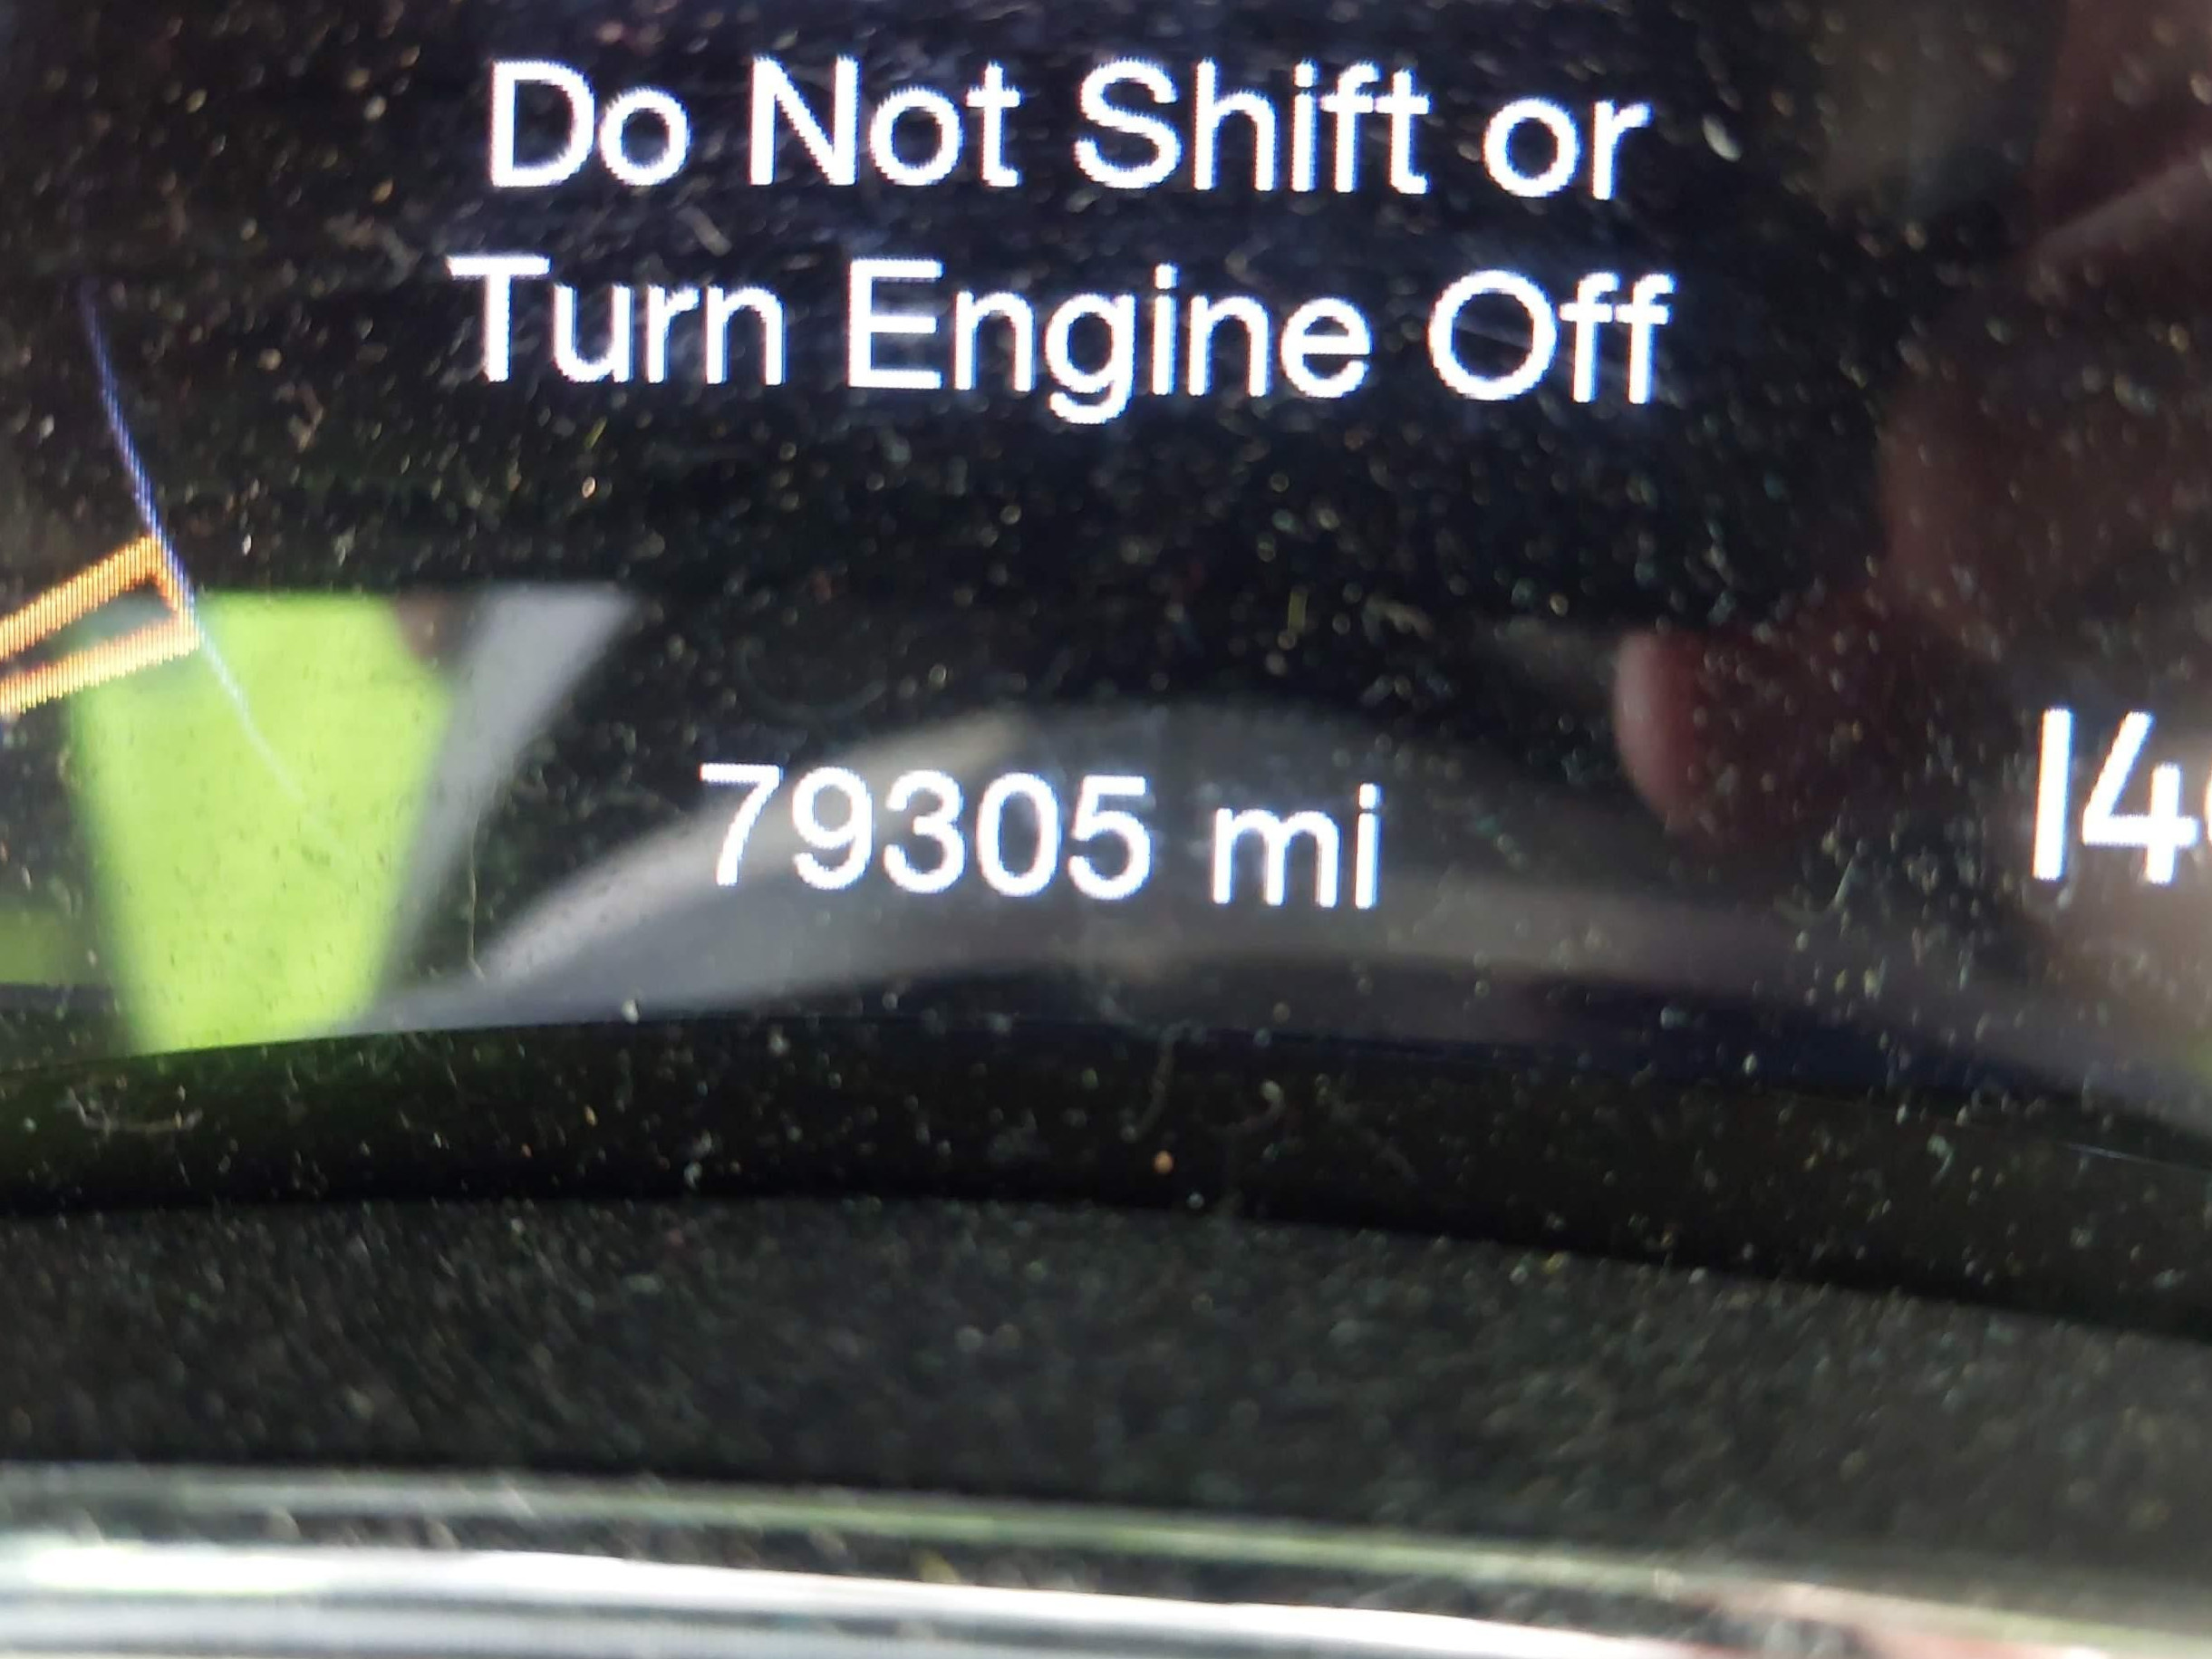 Do Not Shift or
Turn Engine Off
79305 mi